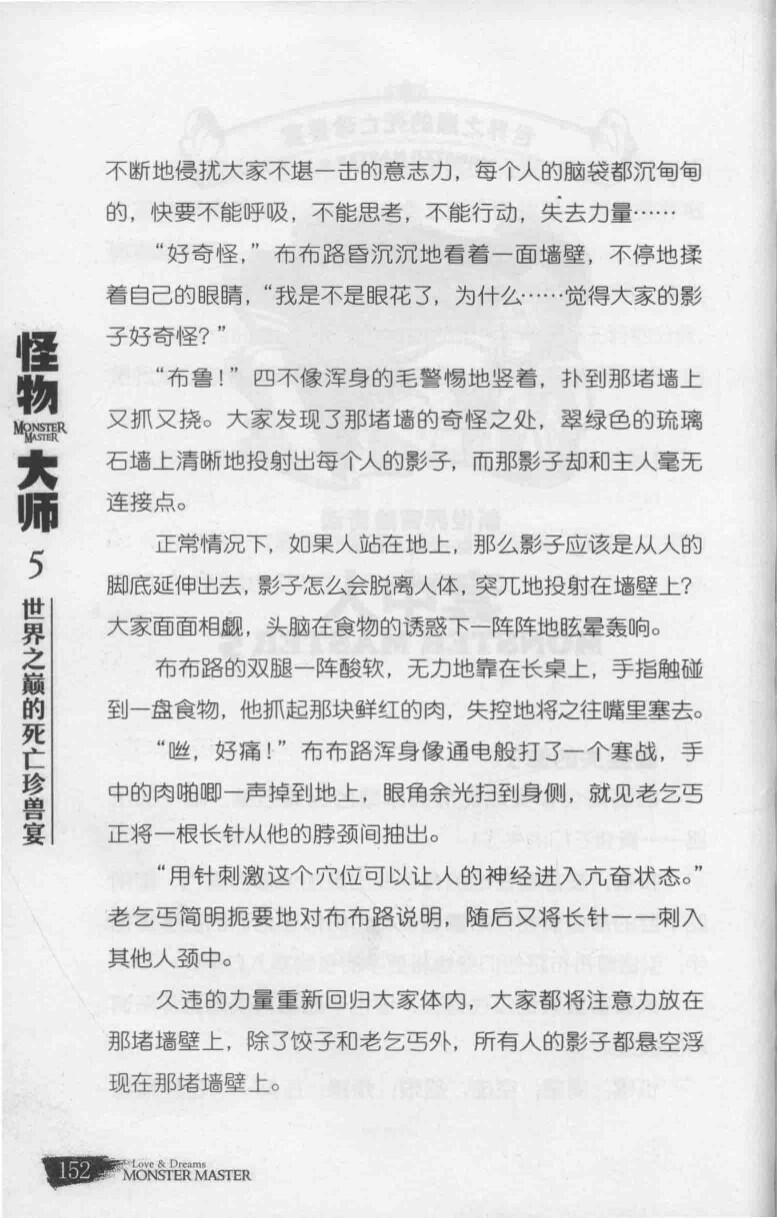 不断地侵扰大家不堪一击的意志力，每个人的脑袋都沉甸甸
的，快要不能呼吸，不能思考，不能行动，失去力量……
“好奇怪，”布布路昏沉沉地看着一面墙壁，不停地揉
着自己的眼睛，“我是不是眼花了，为什么……觉得大家的影
子好奇怪？”
“布鲁！”四不像浑身的毛警惕地竖着，扑到那堵墙上
又抓又挠。大家发现了那堵墙的奇怪之处，翠绿色的琉璃
石墙上清晰地投射出每个人的影子，而那影子却和主人毫无
连接点。
正常情况下，如果人站在地上，那么影子应该是从人的
脚底延伸出去，影子怎么会脱离人体，突兀地投射在墙壁上？
大家面面相觑，头脑在食物的诱惑下一阵阵地眩晕轰响。
布布路的双腿一阵酸软，无力地靠在长桌上，手指触碰
到一盘食物，他抓起那块鲜红的肉，失控地将之往嘴里塞去。
“咝，好痛！”布布路浑身像通电般打了一个寒战，手
中的肉啪唧一声掉到地上，眼角余光扫到身侧，就见老乞丐
正将一根长针从他的脖颈间抽出。
“用针刺激这个穴位可以让人的神经进入亢奋状态。”
老乞丐简明扼要地对布布路说明，随后又将长针一一刺入
其他人颈中。
久违的力量重新回归大家体内，大家都将注意力放在
那堵墙壁上，除了饺子和老乞丐外，所有人的影子都悬空浮
现在那堵墙壁上。
怪物
MONSTER
MASTER
大师
5
世界之巅的死亡珍兽宴
152
Love & Dreams
MONSTER MASTER